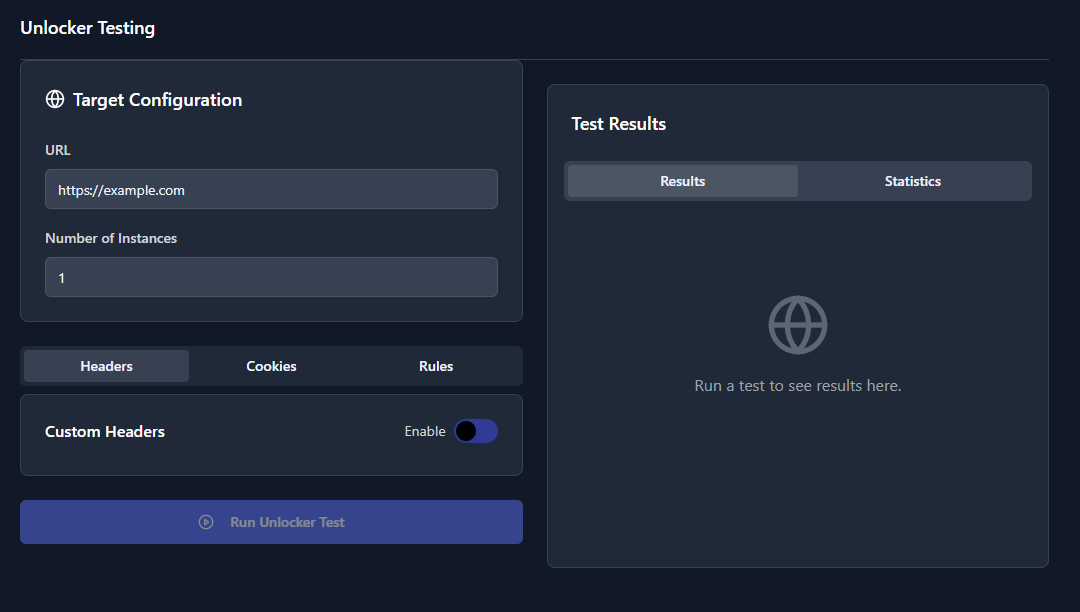 Unlocker Testing
Target Configuration
URL
https://example.com
Number of Instances
1
Headers
Cookies
Rules
Custom Headers
Enable
Run Unlocker Test
Test Results
Results
Statistics
Run a test to see results here.